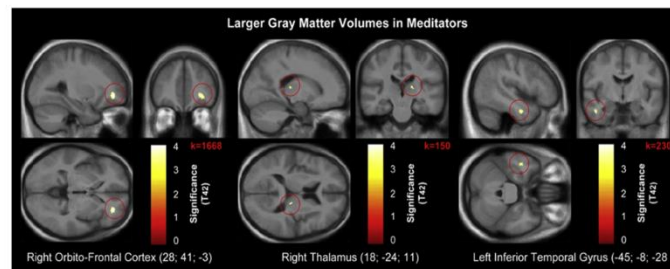 Larger Gray Matter Volumes in Meditators
4
3
2
1
0
k=1668
Significance
(T42)
Right Orbito-Frontal Cortex (28; 41; -3)
4
3
2
1
0
k=150
Significance
(T42)
Right Thalamus (18; -24; 11)
4
3
2
1
0
k=230
Significance
(T42)
Left Inferior Temporal Gyrus (-45; -8; -28